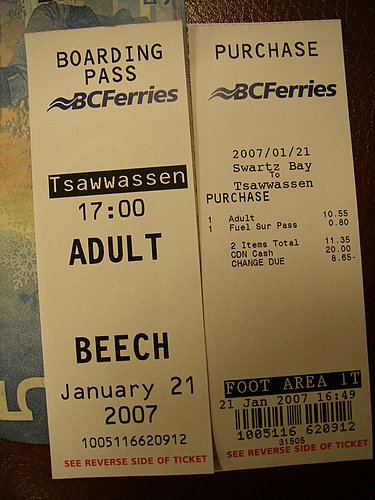 BOARDING
PASS
BCFerries
Tsawwassen
17:00
ADULT
BEECH
January 21
2007
1005116620912
SEE REVERSE SIDE OF TICKET
PURCHASE
BCFerries
2007/01/21
Swartz Bay
To
Tsawwassen
PURCHASE
1 Adult 10.55
1 Fuel Sur Pass 0.80
2 Items Total 11.35
CDN Cash 20.00
CHANGE DUE 8.65-
FOOT AREA 1T
21 Jan 2007 16:49
1005116 620912
31505
SEE REVERSE SIDE OF TICKET
5